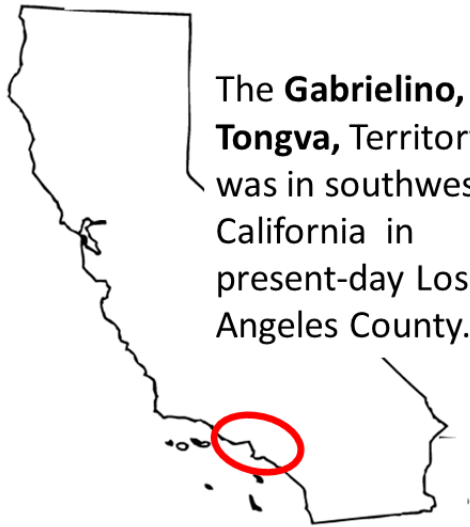 The Gabrielino,
Tongva, Territor
was in southwes
California in
present-day Los
Angeles County.